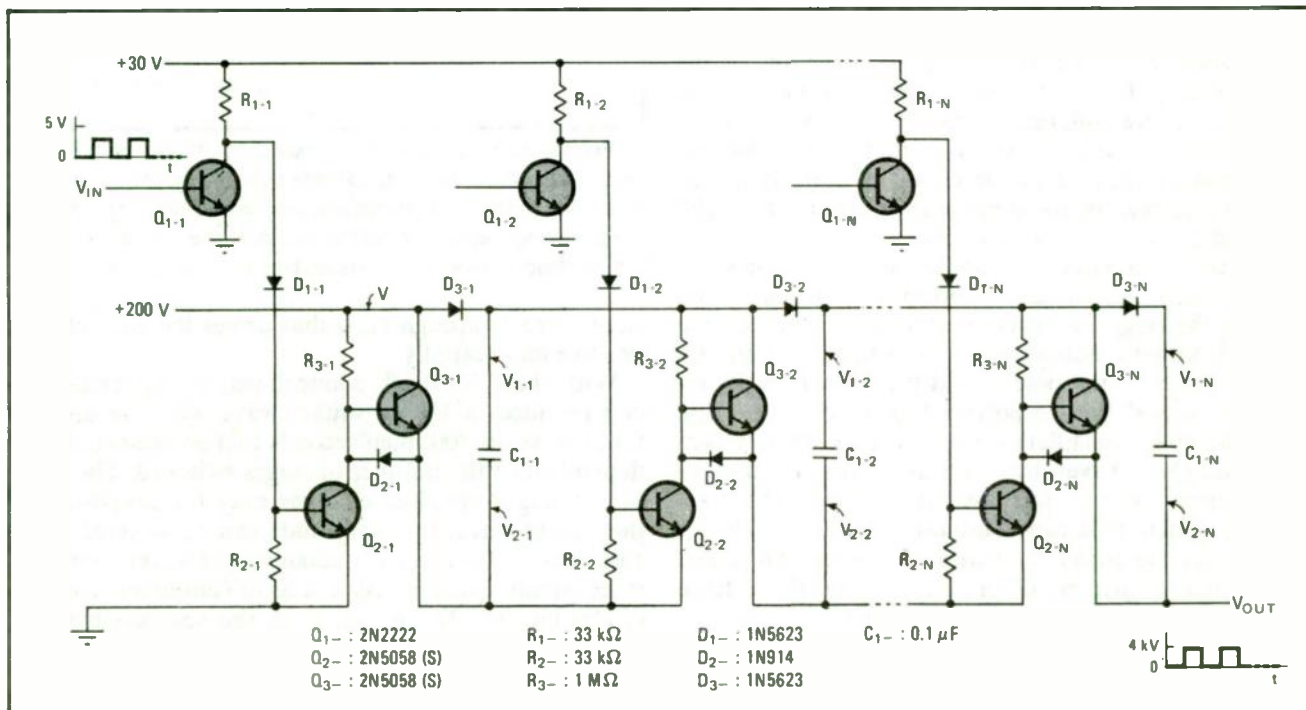 +30 V
R1-1
R1-2
R1-N
5 V
0
t
VIN
Q1-1
Q1-2
Q1-N
D1-1
D3-1
D1-2
D3-2
D1-N
D3-N
+200 V
V
R3-1
Q3-1
V1-1
R3-2
Q3-2
V1-2
R3-N
Q3-N
V1-N
C1-1
C1-2
C1-N
D2-1
D2-2
D2-N
Q2-1
V2-1
Q2-2
V2-2
Q2-N
V2-N
R2-1
R2-2
R2-N
VOUT
Q1– : 2N2222 R1– : 33 kΩ D1– : 1N5623 C1– : 0.1 μF
Q2– : 2N5058 (S) R2– : 33 kΩ D2– : 1N914
Q3– : 2N5058 (S) R3– : 1 MΩ D3– : 1N5623
4 kV
0
t